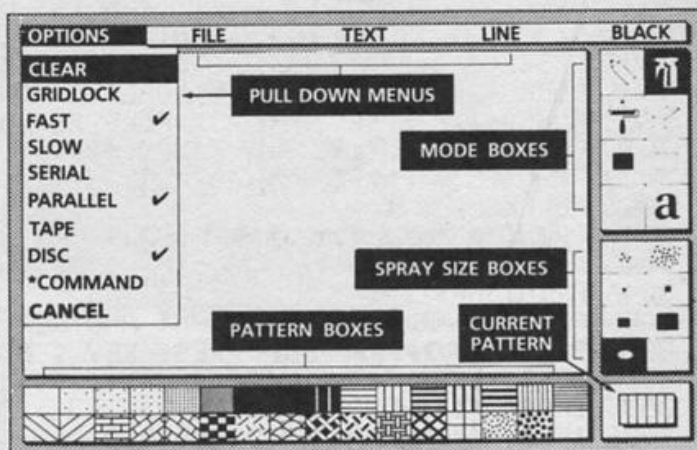 OPTIONS FILE TEXT LINE BLACK
CLEAR
GRIDLOCK
FAST ✔
SLOW
SERIAL
PARALLEL ✔
TAPE
DISC ✔
*COMMAND
CANCEL
PULL DOWN MENUS
MODE BOXES
a
SPRAY SIZE BOXES
PATTERN BOXES
CURRENT
PATTERN